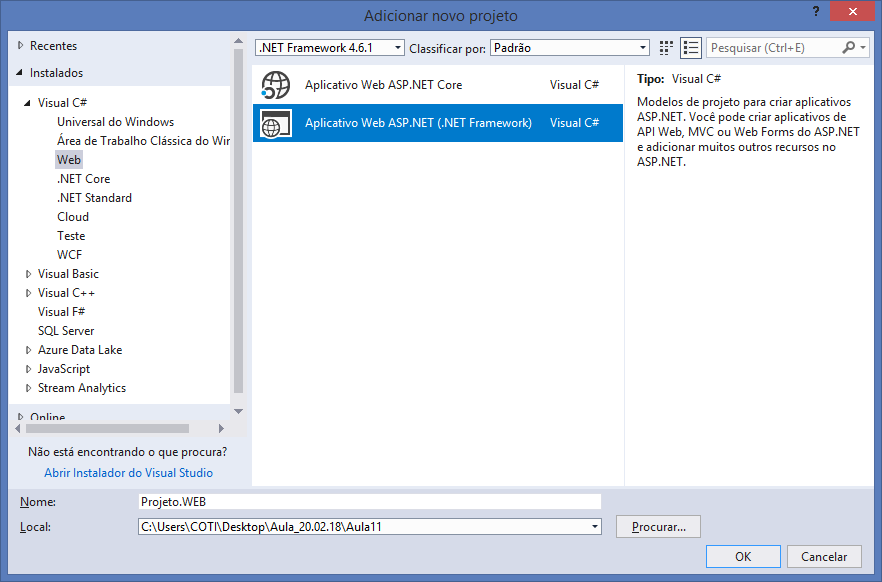 Adicionar novo projeto
?
Recentes
Instalados
Visual C#
Universal do Windows
Área de Trabalho Clássica do Wir
Web
.NET Core
.NET Standard
Cloud
Teste
WCF
Visual Basic
Visual C++
Visual F#
SQL Server
Azure Data Lake
JavaScript
Stream Analytics
Online
Não está encontrando o que procura?
Abrir Instalador do Visual Studio
.NET Framework 4.6.1 Classificar por: Padrão
Pesquisar (Ctrl+E)
Aplicativo Web ASP.NET Core Visual C#
Aplicativo Web ASP.NET (.NET Framework) Visual C#
Tipo: Visual C#
Modelos de projeto para criar aplicativos
ASP.NET. Você pode criar aplicativos de
API Web, MVC ou Web Forms do ASP.NET
e adicionar muitos outros recursos no
ASP.NET.
Nome: Projeto.WEB
Local: C:\Users\COTI\Desktop\Aula_20.02.18\Aula11 Procurar...
OK Cancelar